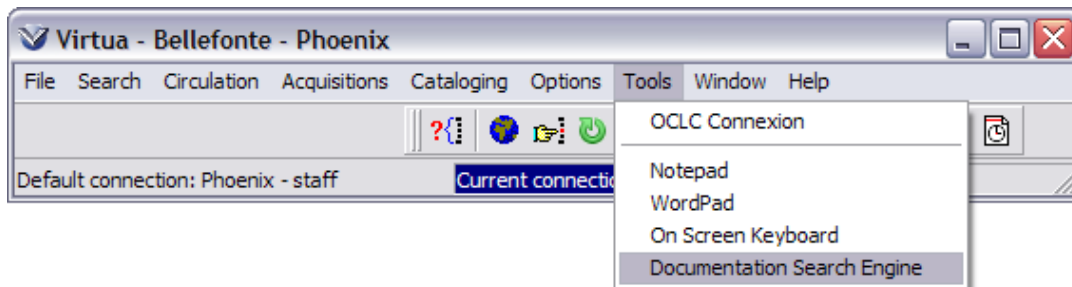 Virtua - Bellefonte - Phoenix
File Search Circulation Acquisitions Cataloging Options Tools Window Help
?{
OCLC Connexion
Default connection: Phoenix - staff Current
Notepad
WordPad
On Screen Keyboard
Documentation Search Engine